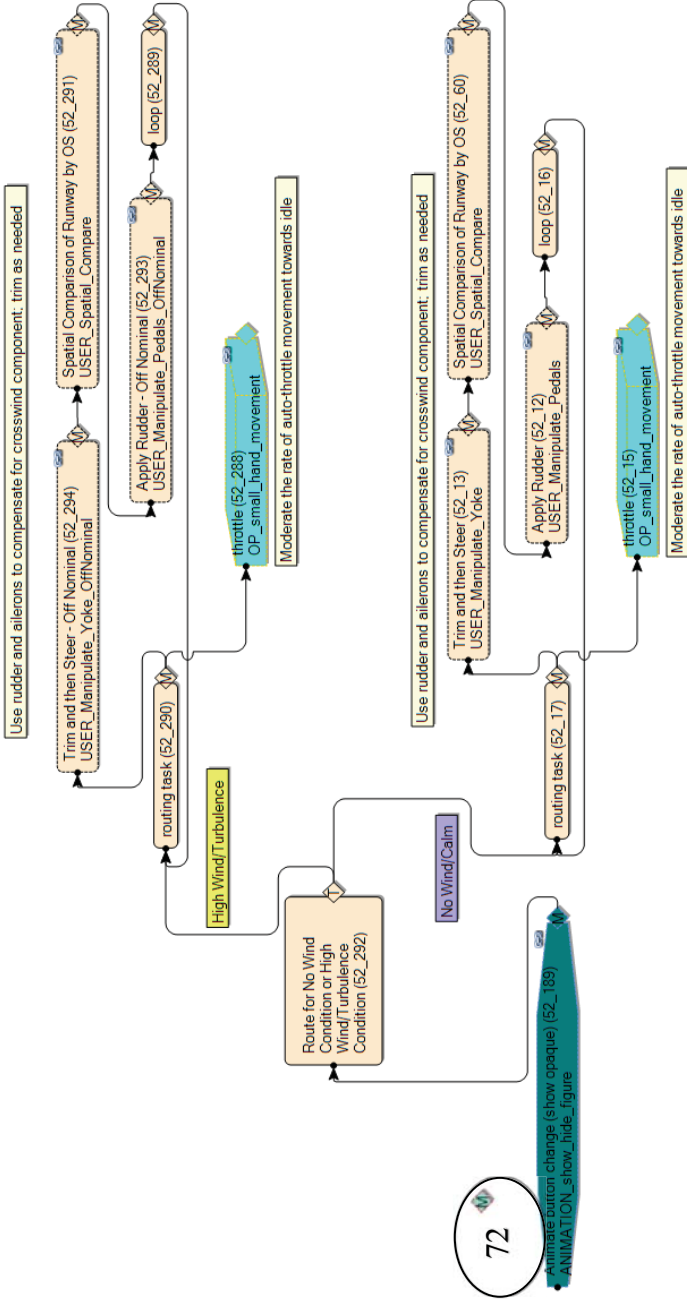 Use rudder and ailerons to compensate for crosswind component; trim as needed
Trim and then Steer - Off Nominal (52_294)
USER_Manipulate_Yoke_OffNominal
M
Spatial Comparison of Runway by OS (52_291)
USER_Spatial_Compare
M
Apply Rudder - Off Nominal (52_293)
USER_Manipulate_Pedals_OffNominal
M
loop (52_289)
M
routing task (52_290)
M
throttle (52_288)
OP_small_hand_movement
Moderate the rate of auto-throttle movement towards idle
High Wind/Turbulence
Route for No Wind
Condition or High
Wind/Turbulence
Condition (52_292)
T
No Wind/Calm
Use rudder and ailerons to compensate for crosswind component; trim as needed
Trim and then Steer (52_13)
USER_Manipulate_Yoke
M
Spatial Comparison of Runway by OS (52_60)
USER_Spatial_Compare
M
Apply Rudder (52_12)
USER_Manipulate_Pedals
M
loop (52_16)
M
routing task (52_17)
M
throttle (52_15)
OP_small_hand_movement
Moderate the rate of auto-throttle movement towards idle
72
M
Animate button change (show opaque) (52_189)
ANIMATION_show_hide_figure
M